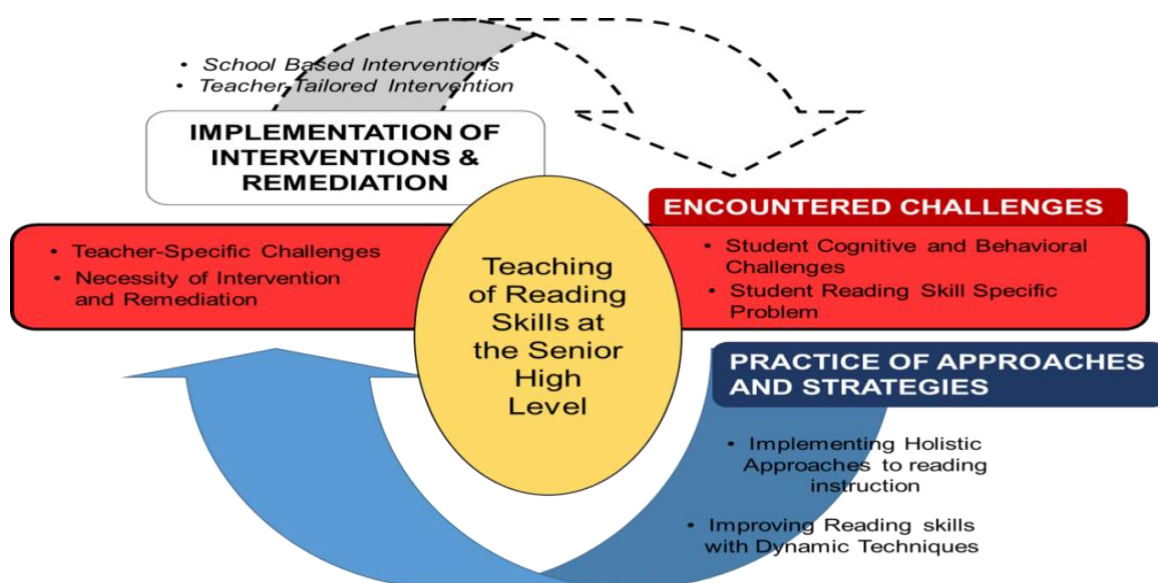 • School Based Interventions
• Teacher-Tailored Intervention
IMPLEMENTATION OF
INTERVENTIONS &
REMEDIATION
ENCOUNTERED CHALLENGES
• Teacher-Specific Challenges
• Necessity of Intervention
and Remediation
Teaching
of Reading
Skills at
the Senior
High
Level
• Student Cognitive and Behavioral
Challenges
• Student Reading Skill Specific
Problem
PRACTICE OF APPROACHES
AND STRATEGIES
• Implementing Holistic
Approaches to reading
instruction
• Improving Reading skills
with Dynamic Techniques